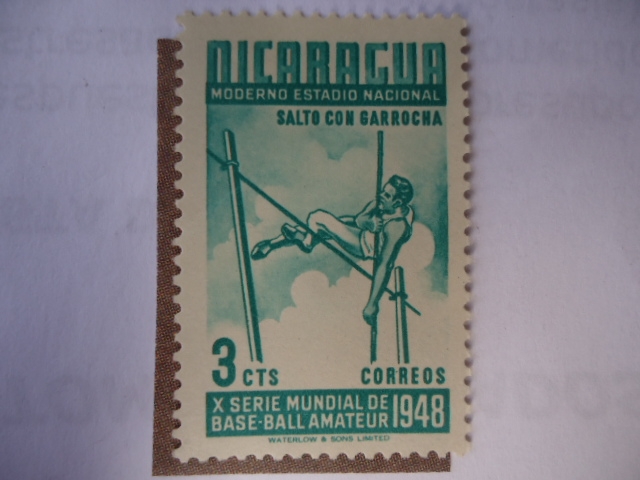 NICARAGUA
MODERNO ESTADIO NACIONAL
SALTO CON GARROCHA
3 CTS CORREOS
X SERIE MUNDIAL DE
BASE-BALL AMATEUR 1948
WATERLOW & SONS LIMITED